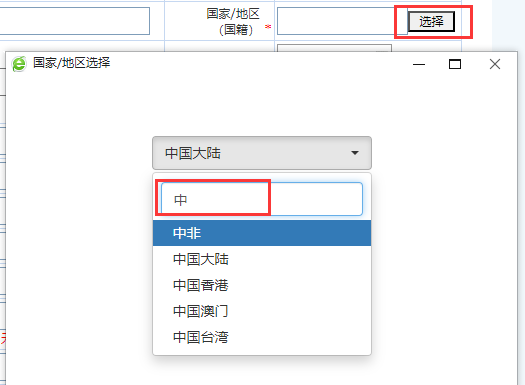 国家/地区
（国籍） *
选择
国家/地区选择
中国大陆
中
中非
中国大陆
中国香港
中国澳门
中国台湾